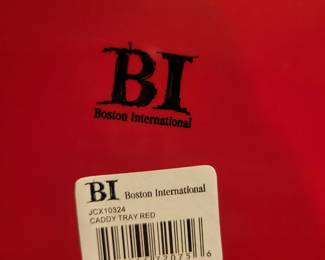 BI
Boston International
BI Boston International
JCX10324
CADDY TRAY RED